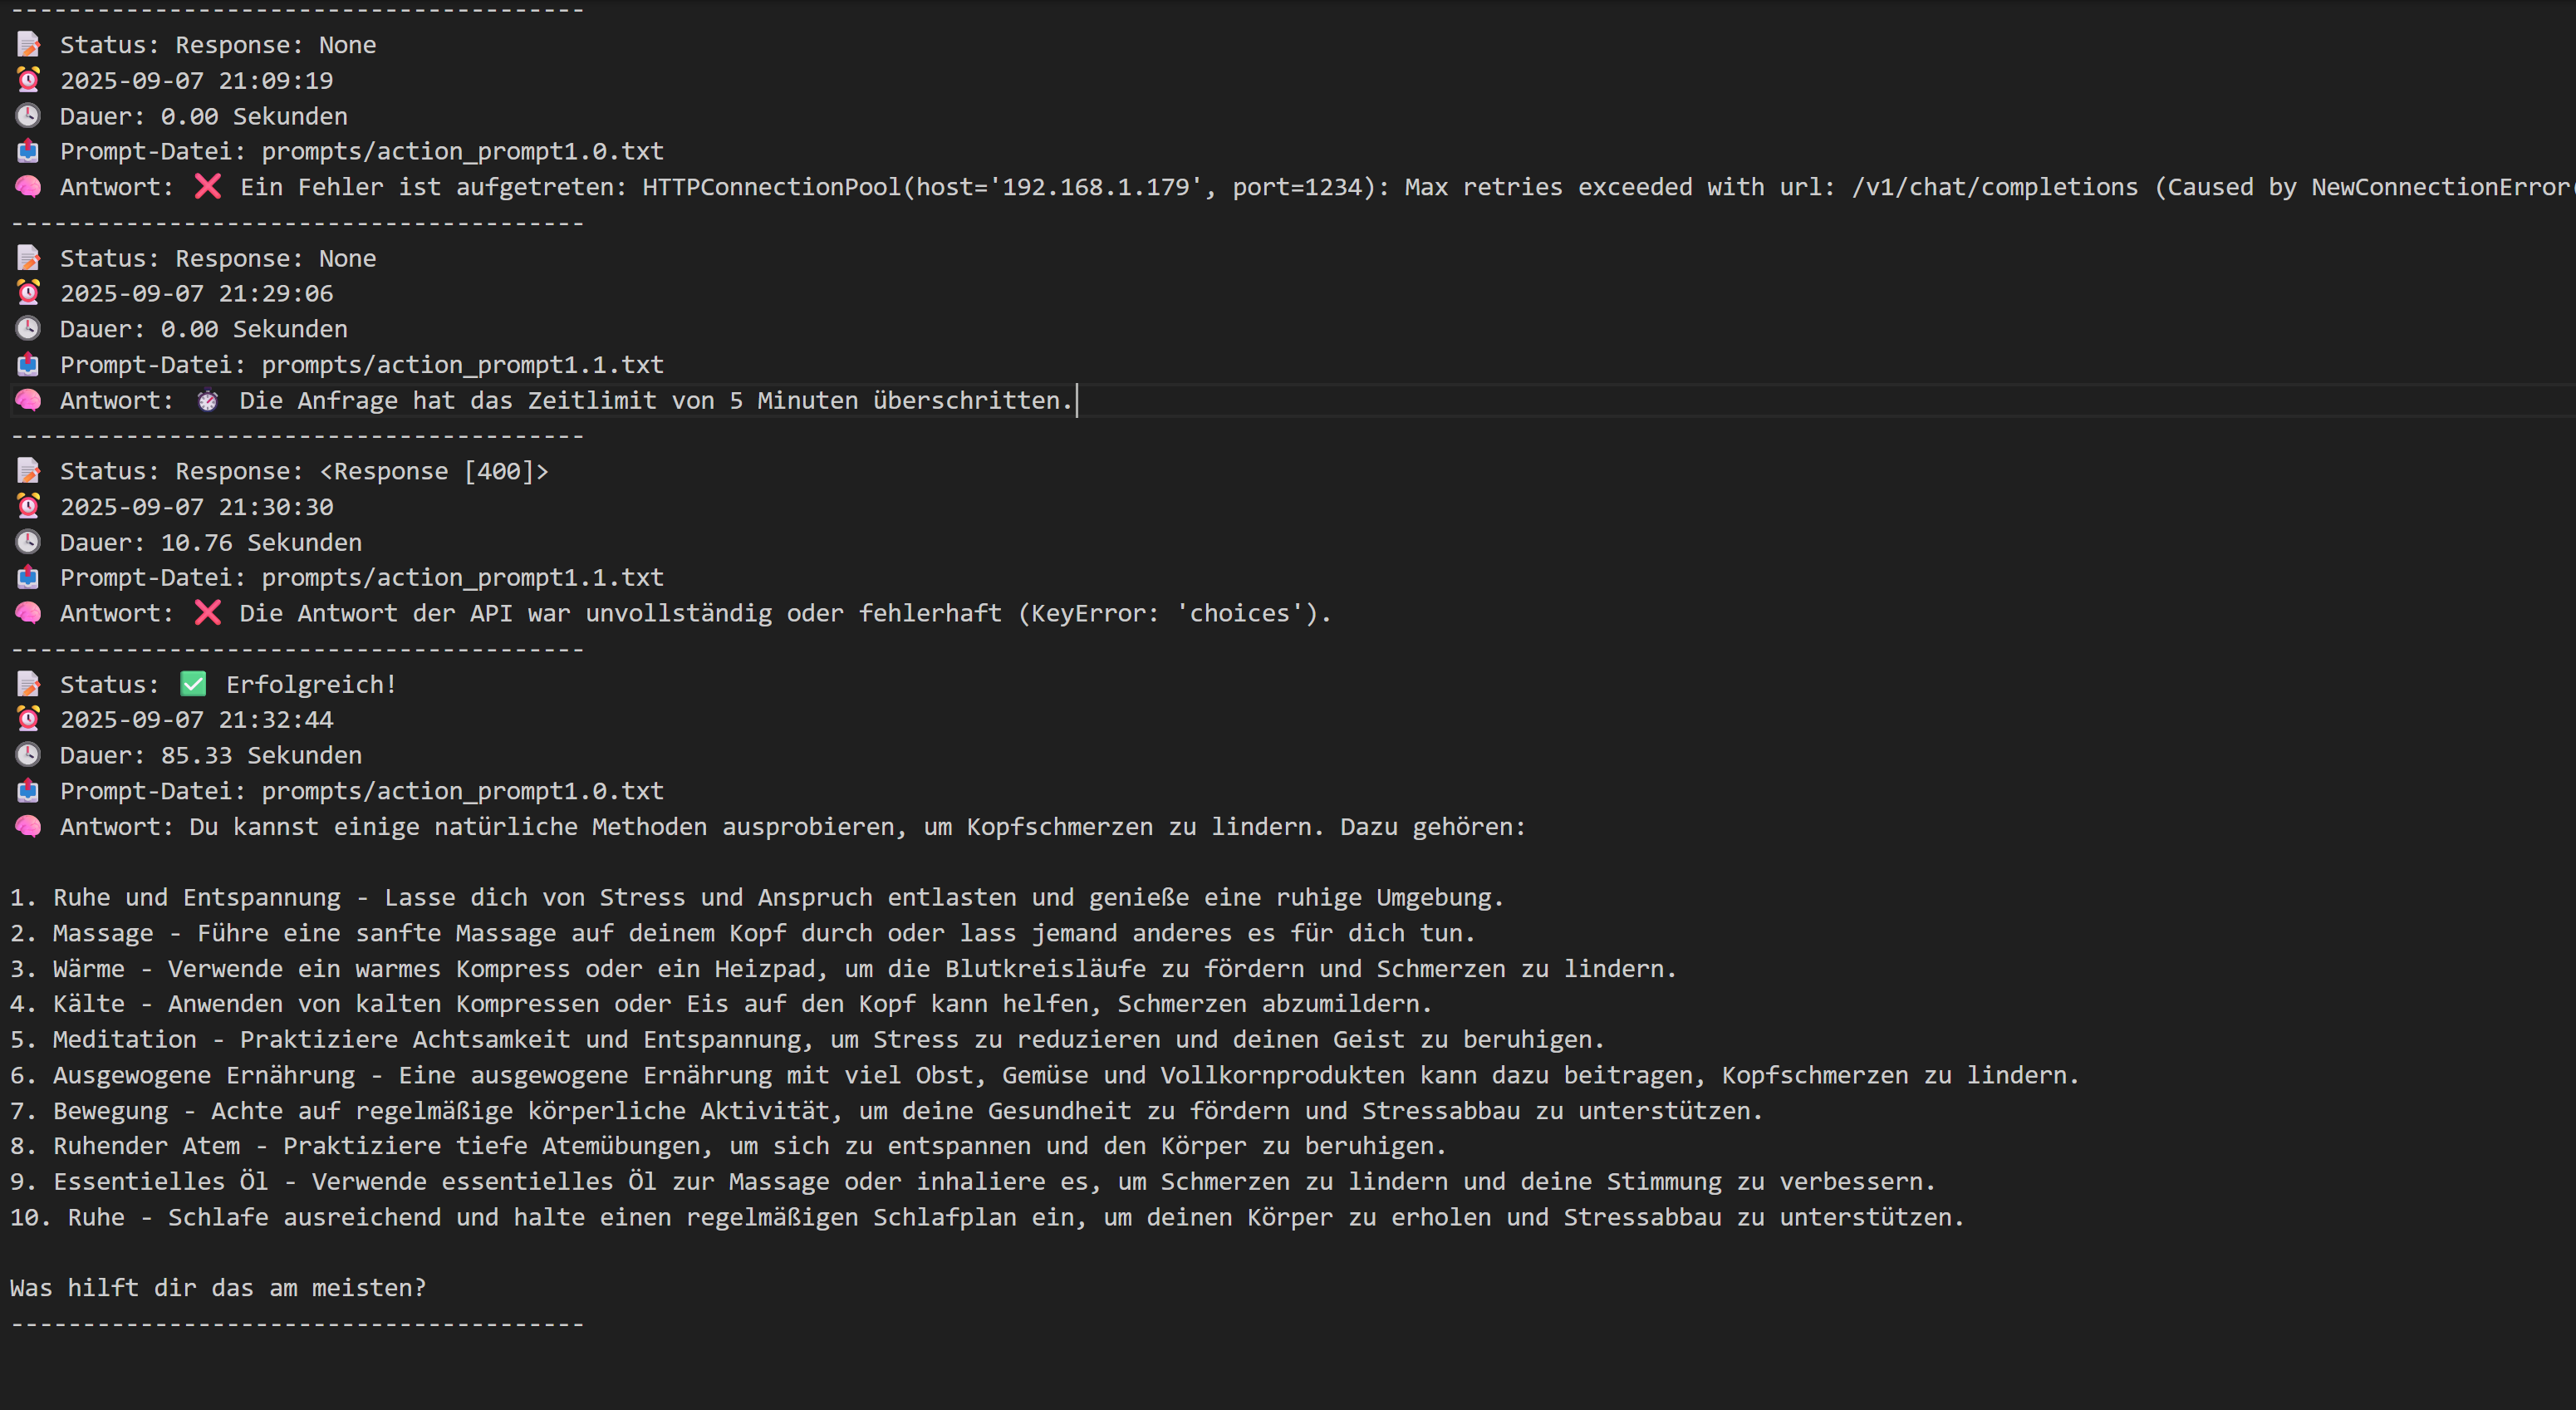 ----------------------------------------
📝 Status: Response: None
⏰ 2025-09-07 21:09:19
🕒 Dauer: 0.00 Sekunden
📤 Prompt-Datei: prompts/action_prompt1.0.txt
🧠 Antwort: ❌ Ein Fehler ist aufgetreten: HTTPConnectionPool(host='192.168.1.179', port=1234): Max retries exceeded with url: /v1/chat/completions (Caused by NewConnectionError(
----------------------------------------
📝 Status: Response: None
⏰ 2025-09-07 21:29:06
🕒 Dauer: 0.00 Sekunden
📤 Prompt-Datei: prompts/action_prompt1.1.txt
🧠 Antwort: ⏱ Die Anfrage hat das Zeitlimit von 5 Minuten überschritten.
----------------------------------------
📝 Status: Response: <Response [400]>
⏰ 2025-09-07 21:30:30
🕒 Dauer: 10.76 Sekunden
📤 Prompt-Datei: prompts/action_prompt1.1.txt
🧠 Antwort: ❌ Die Antwort der API war unvollständig oder fehlerhaft (KeyError: 'choices').
----------------------------------------
📝 Status: ✅ Erfolgreich!
⏰ 2025-09-07 21:32:44
🕒 Dauer: 85.33 Sekunden
📤 Prompt-Datei: prompts/action_prompt1.0.txt
🧠 Antwort: Du kannst einige natürliche Methoden ausprobieren, um Kopfschmerzen zu lindern. Dazu gehören:

1. Ruhe und Entspannung - Lasse dich von Stress und Anspruch entlasten und genieße eine ruhige Umgebung.
2. Massage - Führe eine sanfte Massage auf deinem Kopf durch oder lass jemand anderes es für dich tun.
3. Wärme - Verwende ein warmes Kompress oder ein Heizpad, um die Blutkreisläufe zu fördern und Schmerzen zu lindern.
4. Kälte - Anwenden von kalten Kompressen oder Eis auf den Kopf kann helfen, Schmerzen abzumildern.
5. Meditation - Praktiziere Achtsamkeit und Entspannung, um Stress zu reduzieren und deinen Geist zu beruhigen.
6. Ausgewogene Ernährung - Eine ausgewogene Ernährung mit viel Obst, Gemüse und Vollkornprodukten kann dazu beitragen, Kopfschmerzen zu lindern.
7. Bewegung - Achte auf regelmäßige körperliche Aktivität, um deine Gesundheit zu fördern und Stressabbau zu unterstützen.
8. Ruhender Atem - Praktiziere tiefe Atemübungen, um sich zu entspannen und den Körper zu beruhigen.
9. Essentielles Öl - Verwende essentielles Öl zur Massage oder inhaliere es, um Schmerzen zu lindern und deine Stimmung zu verbessern.
10. Ruhe - Schlafe ausreichend und halte einen regelmäßigen Schlafplan ein, um deinen Körper zu erholen und Stressabbau zu unterstützen.

Was hilft dir das am meisten?
----------------------------------------